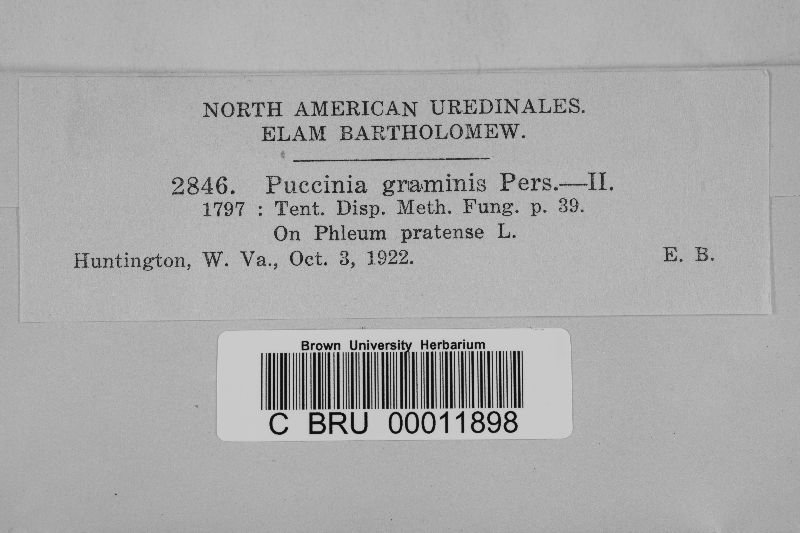 NORTH AMERICAN UREDINALES.
ELAM BARTHOLOMEW.
2846. Puccinia graminis Pers.—II.
1797 : Tent. Disp. Meth. Fung. p. 39.
On Phleum pratense L.
Huntington, W. Va., Oct. 3, 1922. E. B.
Brown University Herbarium
C BRU 00011898